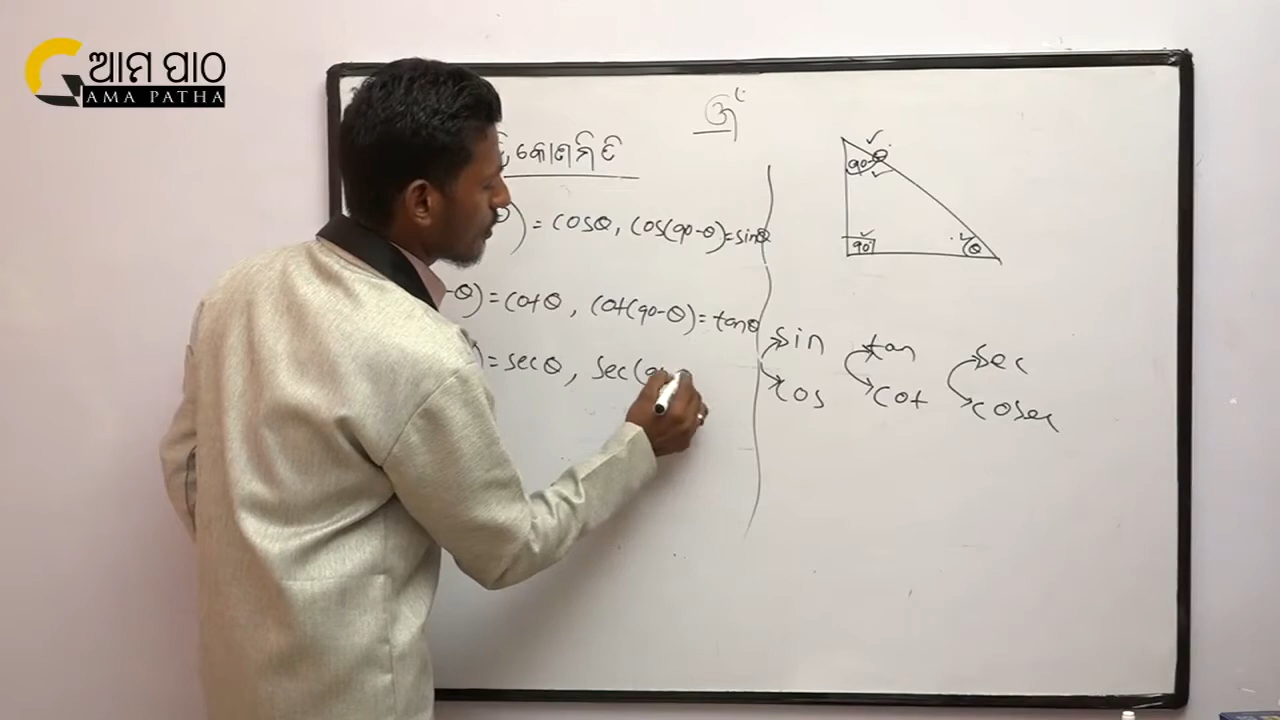 ଆମ ପାଠ
AMA PATHA
ଓଁ
କୋଣମିତି
θ) = cosθ, cos(90-θ)=sinθ
-θ) = cotθ, cot(90-θ)=tanθ
) = secθ, sec(90
90-θ
90°
θ
sin tan sec
cos cot cosec